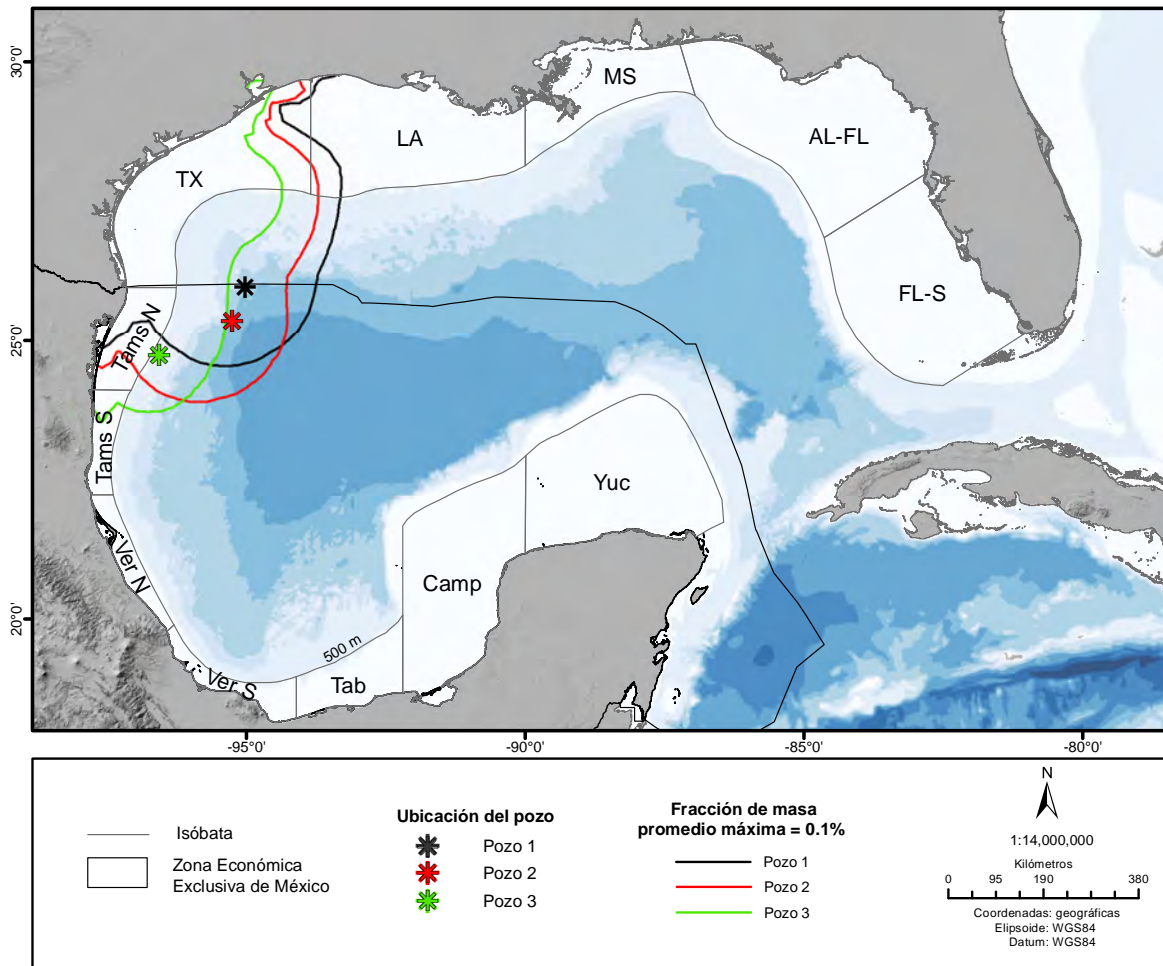 30°0'
25°0'
20°0'
MS
LA
AL-FL
TX
FL-S
Tams N
Tams S
Yuc
Ver N
Camp
500 m
Ver S
Tab
-95°0'
-90°0'
-85°0'
-80°0'
Isóbata
Zona Económica
Exclusiva de México
Ubicación del pozo
Pozo 1
Pozo 2
Pozo 3
Fracción de masa
promedio máxima = 0.1%
Pozo 1
Pozo 2
Pozo 3
N
1:14,000,000
Kilómetros
0 95 190 380
Coordenadas: geográficas
Elipsoide: WGS84
Datum: WGS84